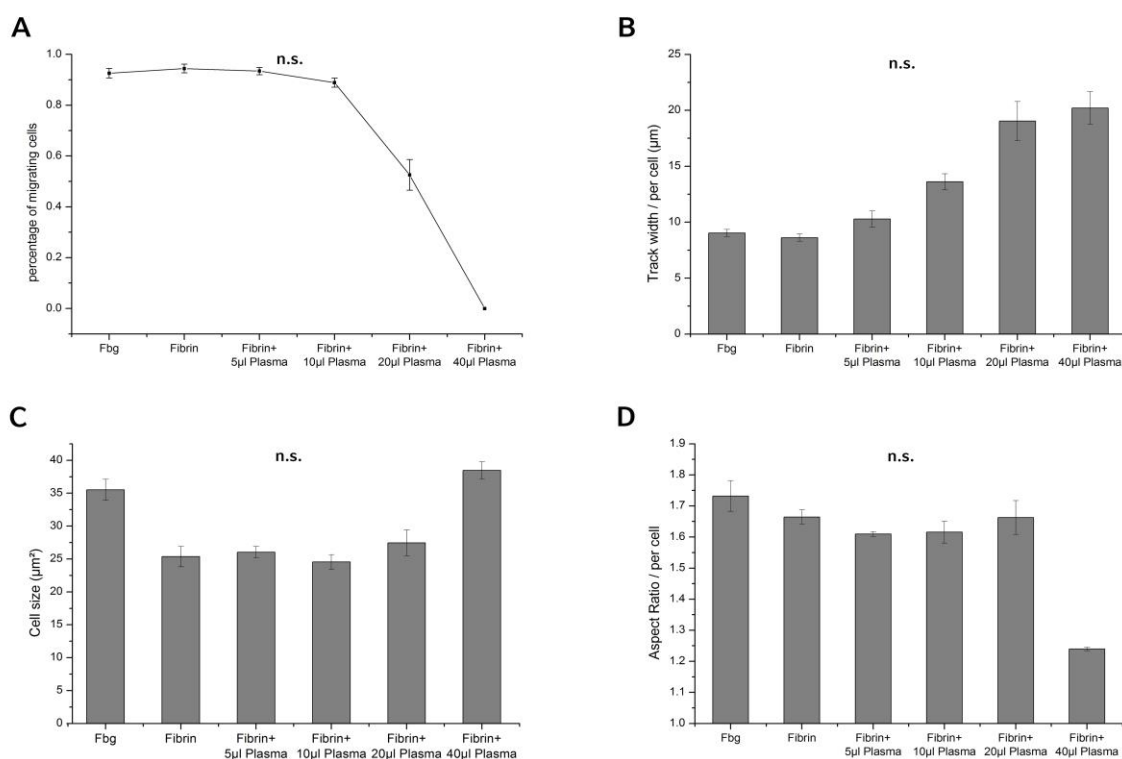 A
n.s.
percentage of migrating cells
1.0
0.8
0.6
0.4
0.2
0.0
Fbg
Fibrin
Fibrin+
5µl Plasma
Fibrin+
10µl Plasma
Fibrin+
20µl Plasma
Fibrin+
40µl Plasma
B
n.s.
Track width / per cell (µm)
25
20
15
10
5
0
Fbg
Fibrin
Fibrin+
5µl Plasma
Fibrin+
10µl Plasma
Fibrin+
20µl Plasma
Fibrin+
40µl Plasma
C
n.s.
Cell size (µm²)
40
35
30
25
20
15
10
5
0
Fbg
Fibrin
Fibrin+
5µl Plasma
Fibrin+
10µl Plasma
Fibrin+
20µl Plasma
Fibrin+
40µl Plasma
D
n.s.
Aspect Ratio / per cell
1.9
1.8
1.7
1.6
1.5
1.4
1.3
1.2
1.1
1.0
Fbg
Fibrin
Fibrin+
5µl Plasma
Fibrin+
10µl Plasma
Fibrin+
20µl Plasma
Fibrin+
40µl Plasma